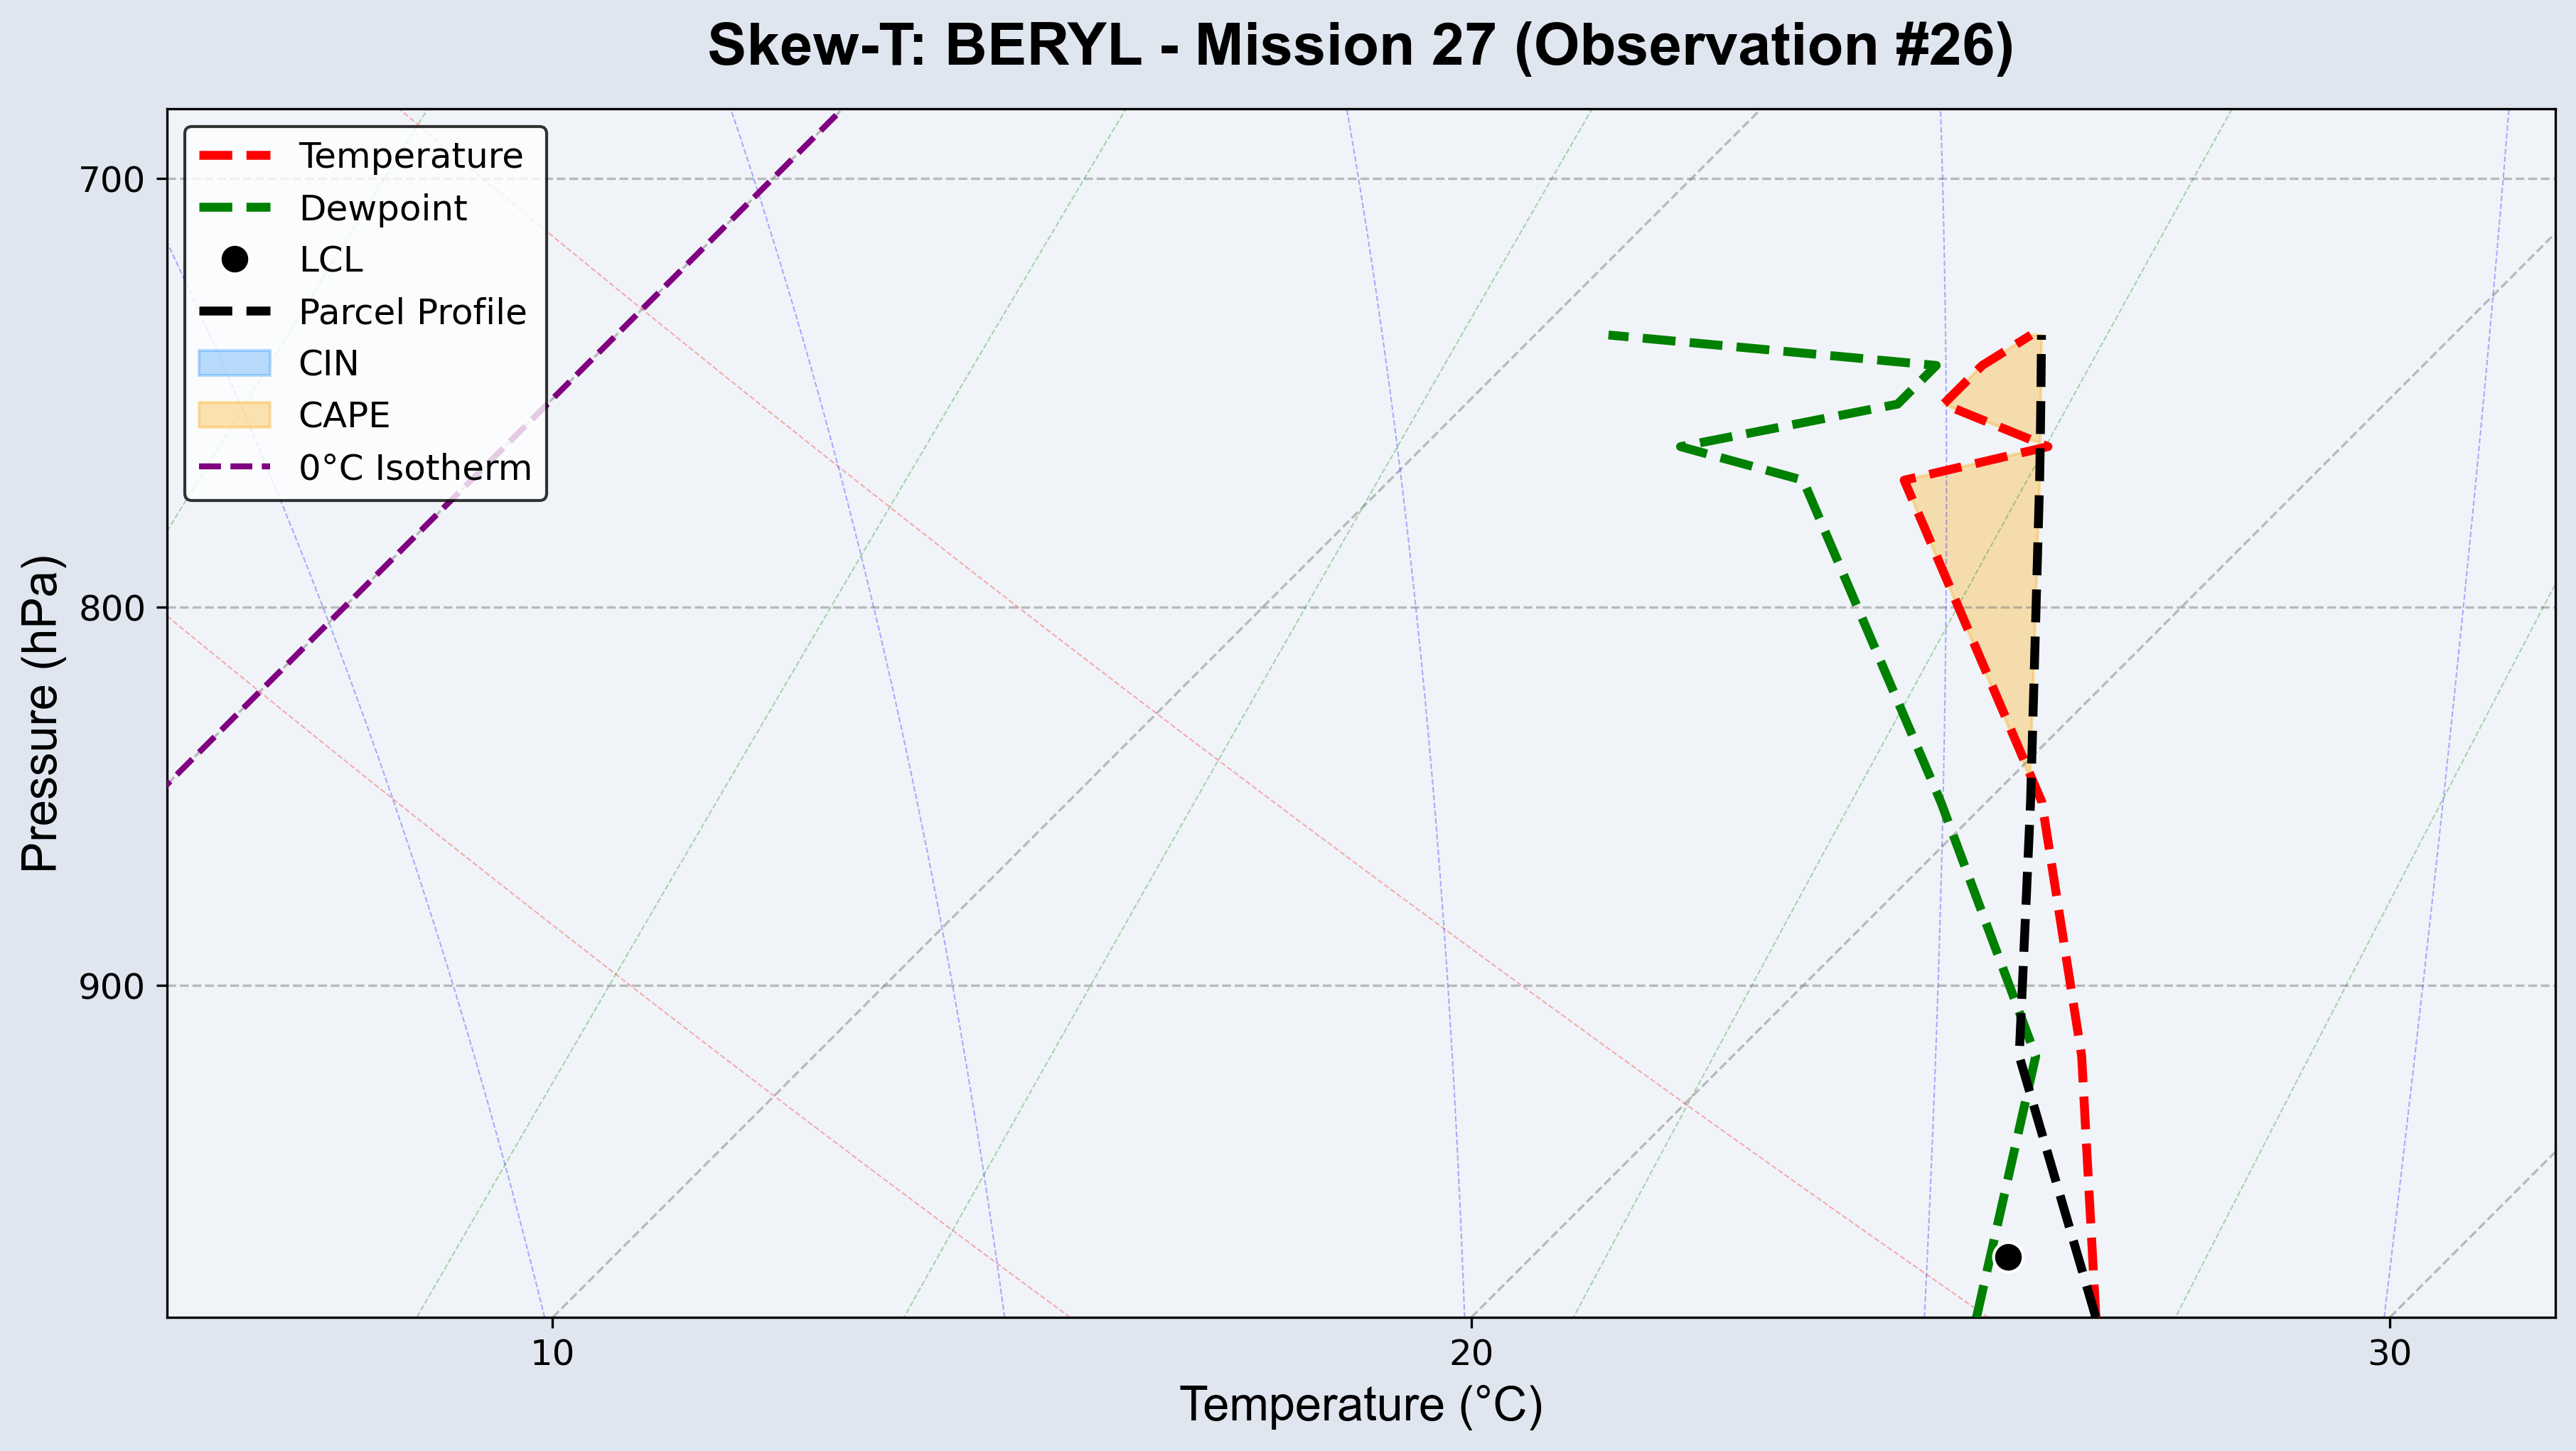 Skew-T: BERYL - Mission 27 (Observation #26)
Temperature
Dewpoint
LCL
Parcel Profile
CIN
CAPE
0°C Isotherm
700
800
900
Pressure (hPa)
10
20
30
Temperature (°C)